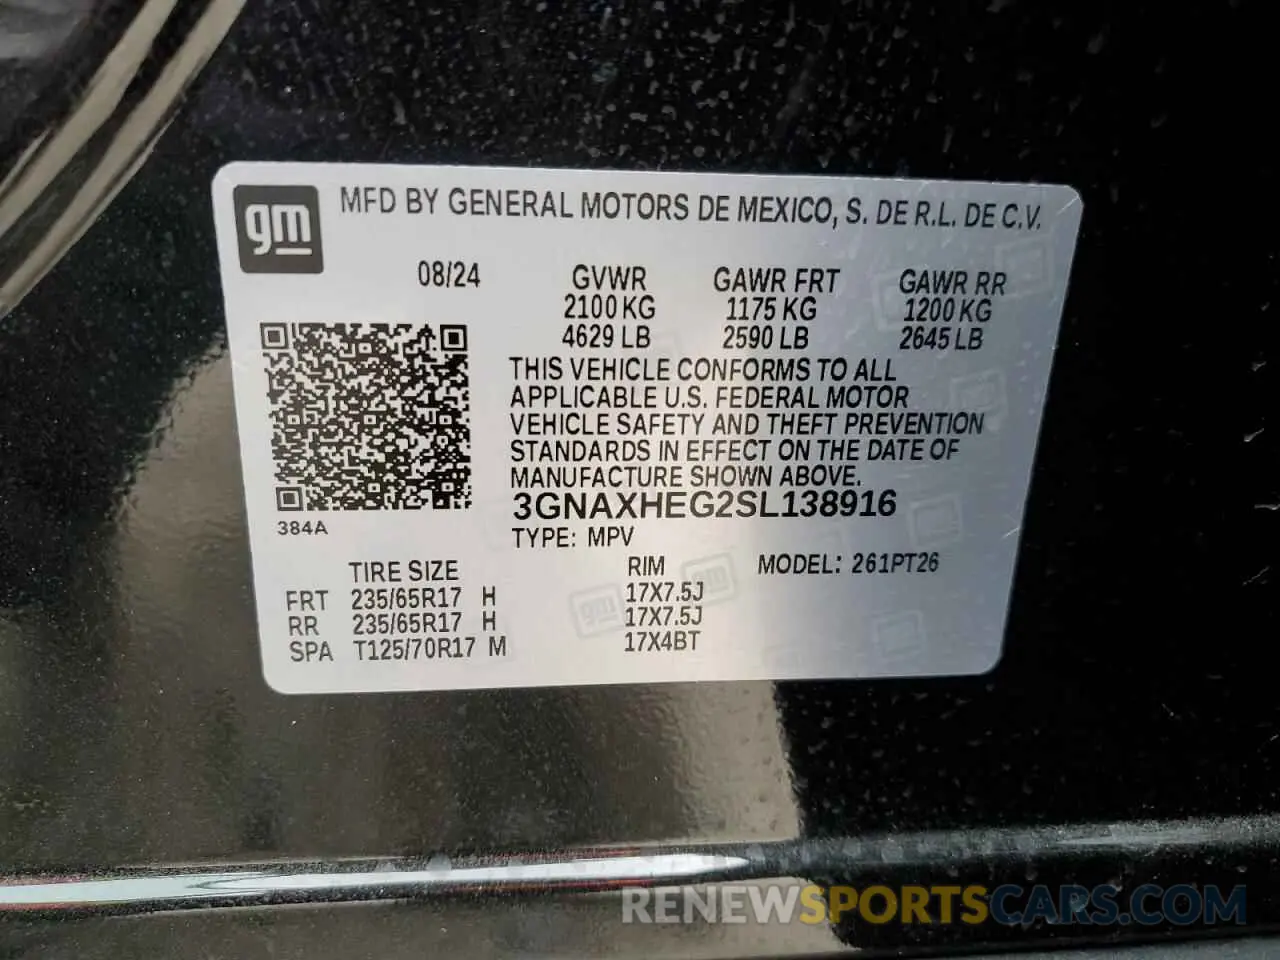 gm
MFD BY GENERAL MOTORS DE MEXICO, S. DE R.L. DE C.V.
08/24 GVWR GAWR FRT GAWR RR
2100 KG 1175 KG 1200 KG
4629 LB 2590 LB 2645 LB
THIS VEHICLE CONFORMS TO ALL
APPLICABLE U.S. FEDERAL MOTOR
VEHICLE SAFETY AND THEFT PREVENTION
STANDARDS IN EFFECT ON THE DATE OF
MANUFACTURE SHOWN ABOVE.
3GNAXHEG2SL138916
384A
TYPE: MPV
TIRE SIZE RIM MODEL: 261PT26
FRT 235/65R17 H 17X7.5J
RR 235/65R17 H 17X7.5J
SPA T125/70R17 M 17X4BT
RENEWSPORTSCARS.COM